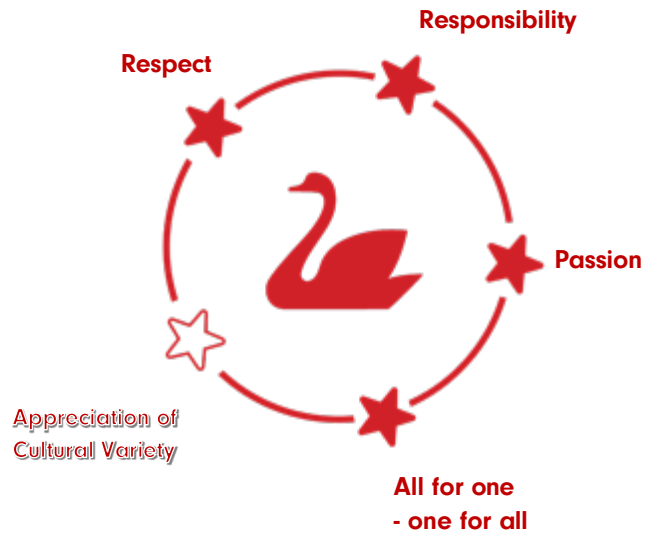 Responsibility
Respect
Passion
Appreciation of
Cultural Variety
All for one
- one for all